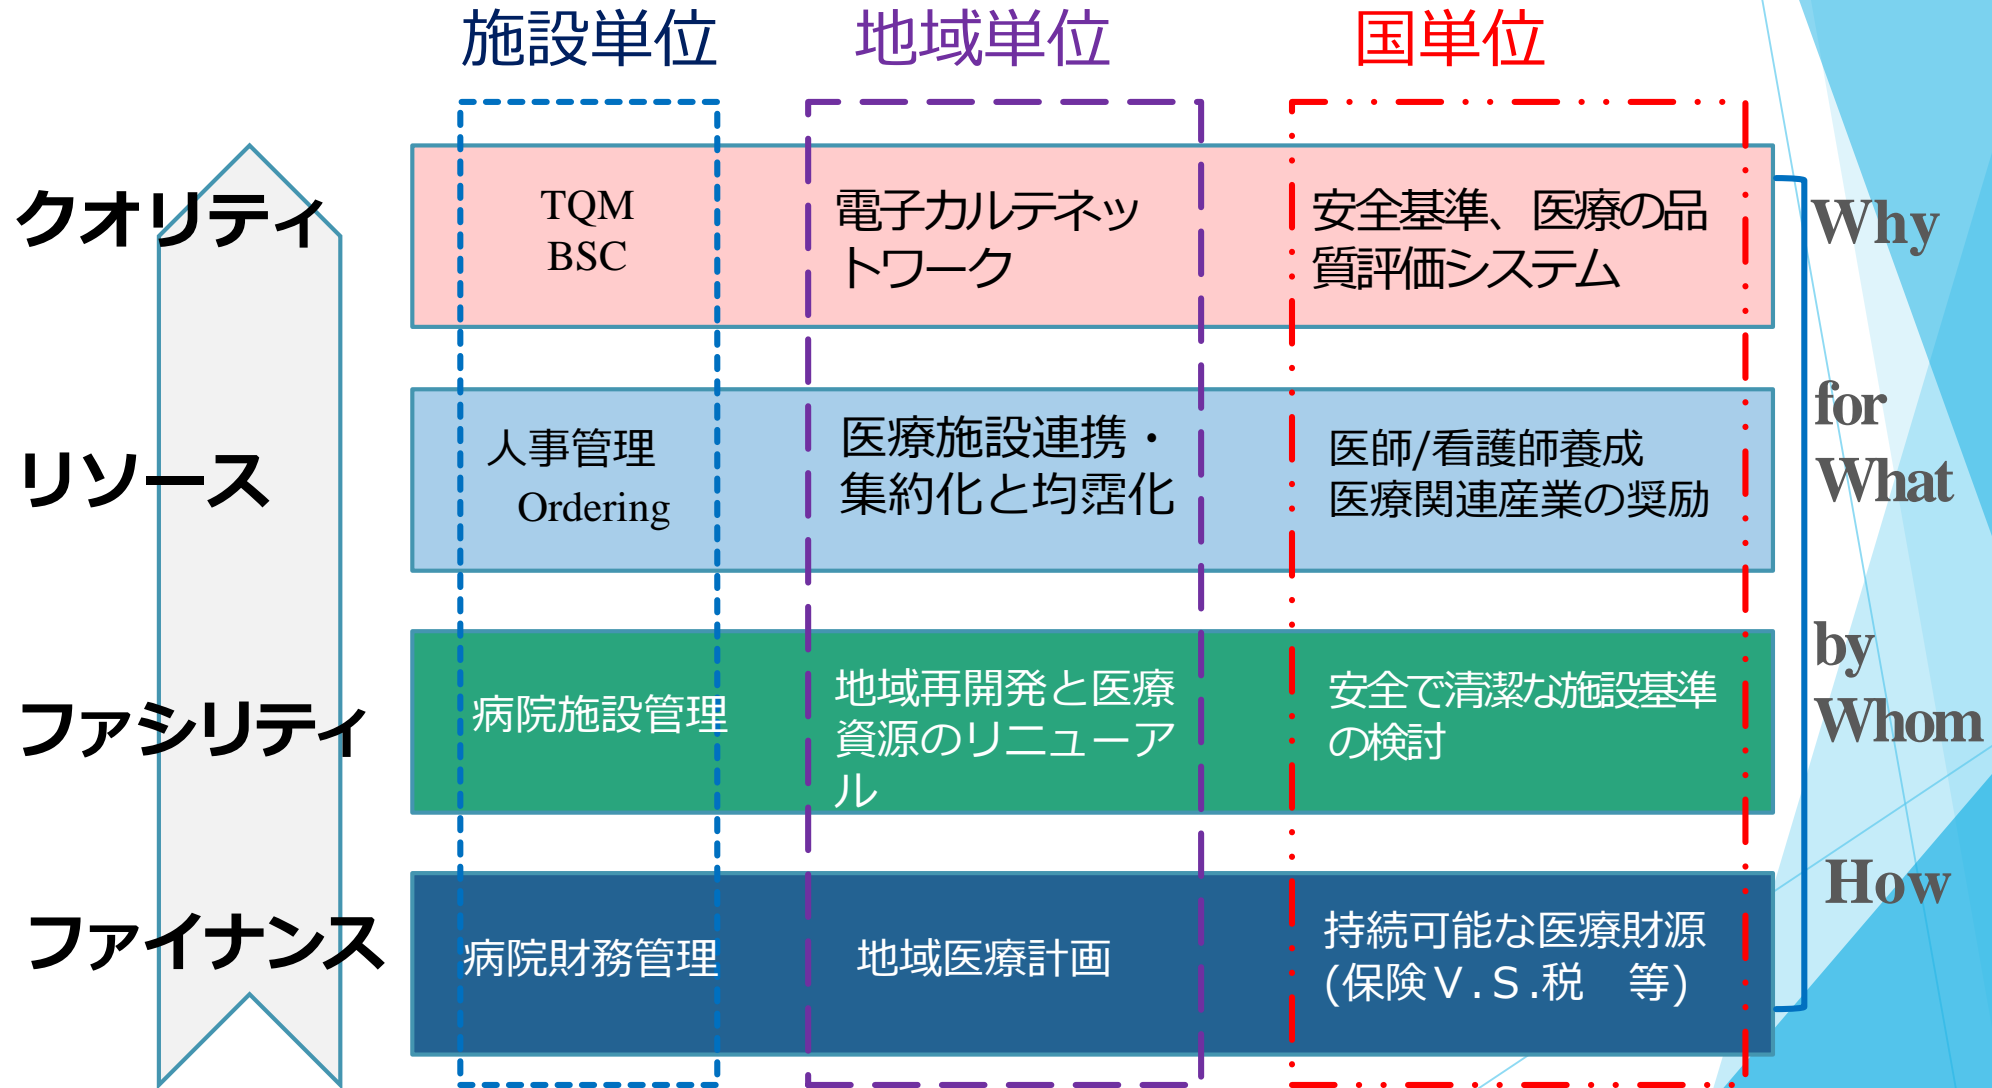 施設単位
地域単位
国単位
クオリティ
TQM
BSC
電子カルテネッ
トワーク
安全基準、医療の品
質評価システム
Why
リソース
人事管理
Ordering
医療施設連携・
集約化と均霑化
医師/看護師養成
医療関連産業の奨励
for
What
ファシリティ
病院施設管理
地域再開発と医療
資源のリニューア
ル
安全で清潔な施設基準
の検討
by
Whom
ファイナンス
病院財務管理
地域医療計画
持続可能な医療財源
(保険Ｖ.Ｓ.税　等)
How